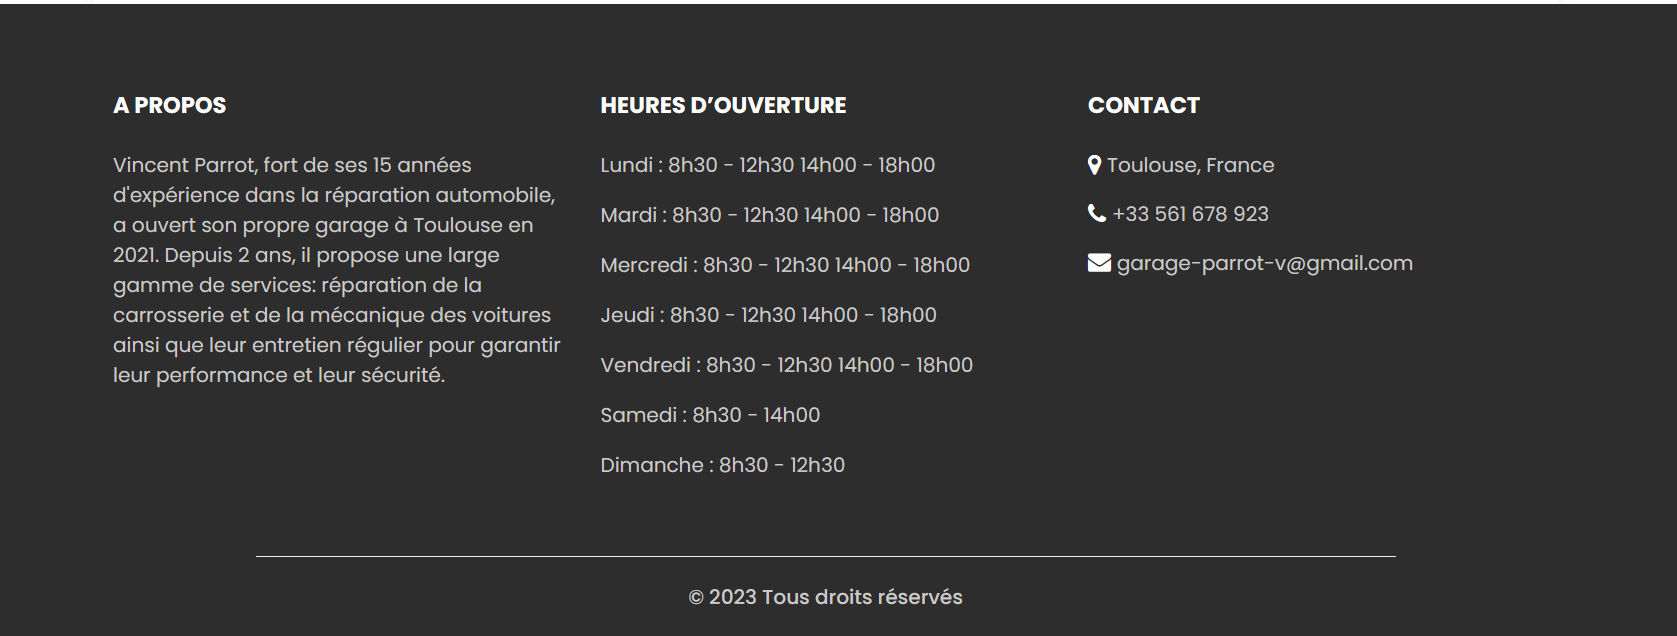 A PROPOS
Vincent Parrot, fort de ses 15 années
d'expérience dans la réparation automobile,
a ouvert son propre garage à Toulouse en
2021. Depuis 2 ans, il propose une large
gamme de services: réparation de la
carrosserie et de la mécanique des voitures
ainsi que leur entretien régulier pour garantir
leur performance et leur sécurité.
HEURES D’OUVERTURE
Lundi : 8h30 - 12h30 14h00 - 18h00
Mardi : 8h30 - 12h30 14h00 - 18h00
Mercredi : 8h30 - 12h30 14h00 - 18h00
Jeudi : 8h30 - 12h30 14h00 - 18h00
Vendredi : 8h30 - 12h30 14h00 - 18h00
Samedi : 8h30 - 14h00
Dimanche : 8h30 - 12h30
CONTACT
Toulouse, France
+33 561 678 923
garage-parrot-v@gmail.com
© 2023 Tous droits réservés